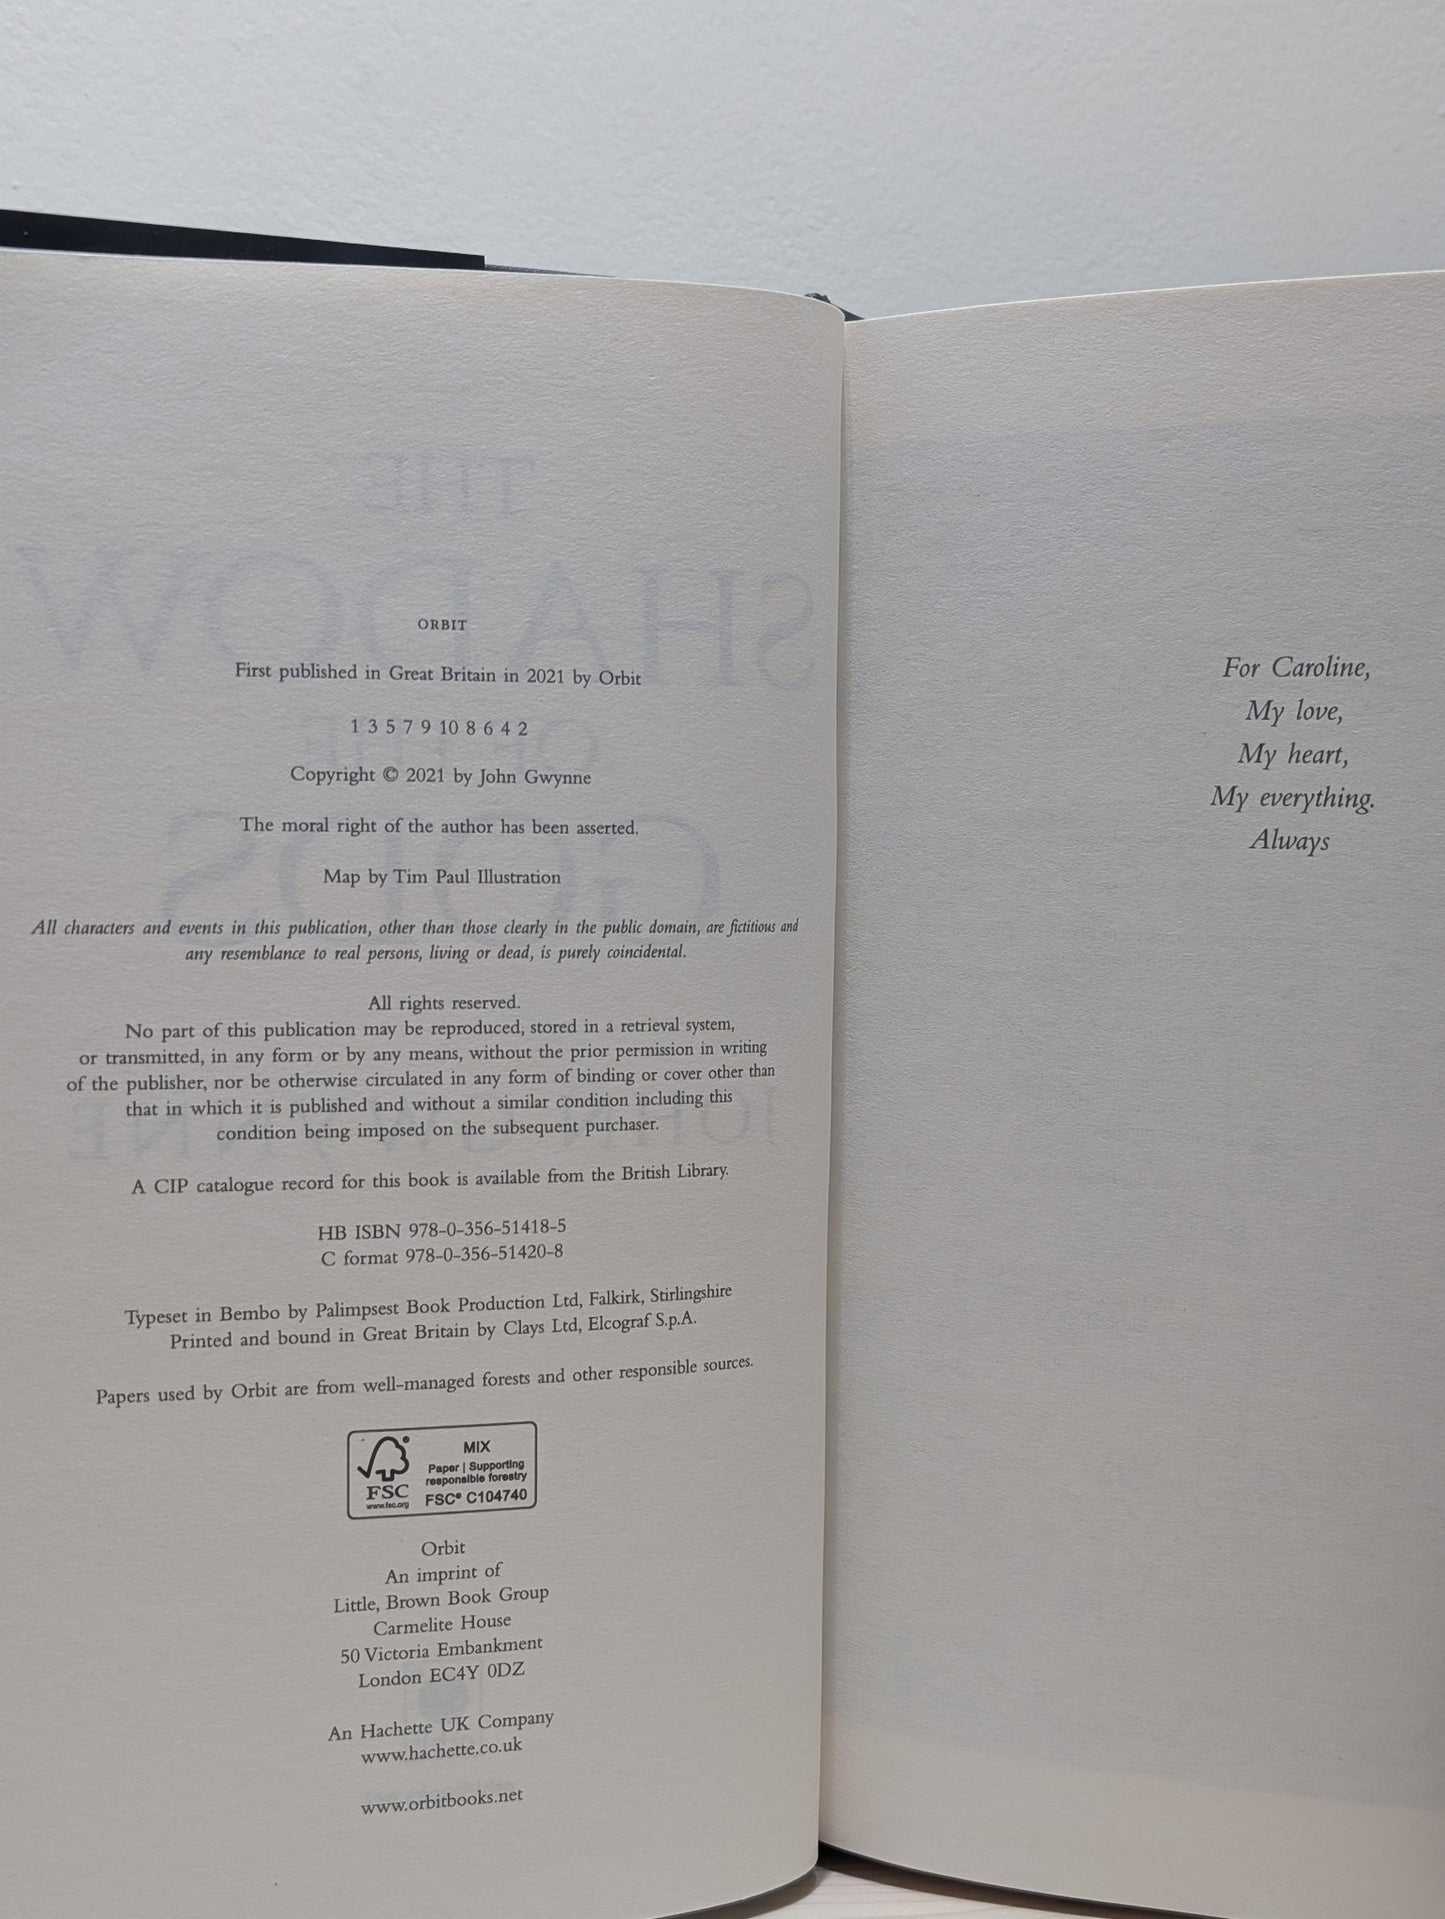 ORBIT
First published in Great Britain in 2021 by Orbit
1 3 5 7 9 10 8 6 4 2
Copyright © 2021 by John Gwynne
The moral right of the author has been asserted.
Map by Tim Paul Illustration
All characters and events in this publication, other than those clearly in the public domain, are fictitious and
any resemblance to real persons, living or dead, is purely coincidental.
All rights reserved.
No part of this publication may be reproduced, stored in a retrieval system,
or transmitted, in any form or by any means, without the prior permission in writing
of the publisher, nor be otherwise circulated in any form of binding or cover other than
that in which it is published and without a similar condition including this
condition being imposed on the subsequent purchaser.
A CIP catalogue record for this book is available from the British Library.
HB ISBN 978-0-356-51418-5
C format 978-0-356-51420-8
Typeset in Bembo by Palimpsest Book Production Ltd, Falkirk, Stirlingshire
Printed and bound in Great Britain by Clays Ltd, Elcograf S.p.A.
Papers used by Orbit are from well-managed forests and other responsible sources.
MIX
Paper | Supporting
responsible forestry
FSC® C104740
FSC
www.fsc.org
Orbit
An imprint of
Little, Brown Book Group
Carmelite House
50 Victoria Embankment
London EC4Y 0DZ
An Hachette UK Company
www.hachette.co.uk
www.orbitbooks.net
For Caroline,
My love,
My heart,
My everything.
Always
THE
SHADOW
OF THE
GODS
JOHN GWYNNE